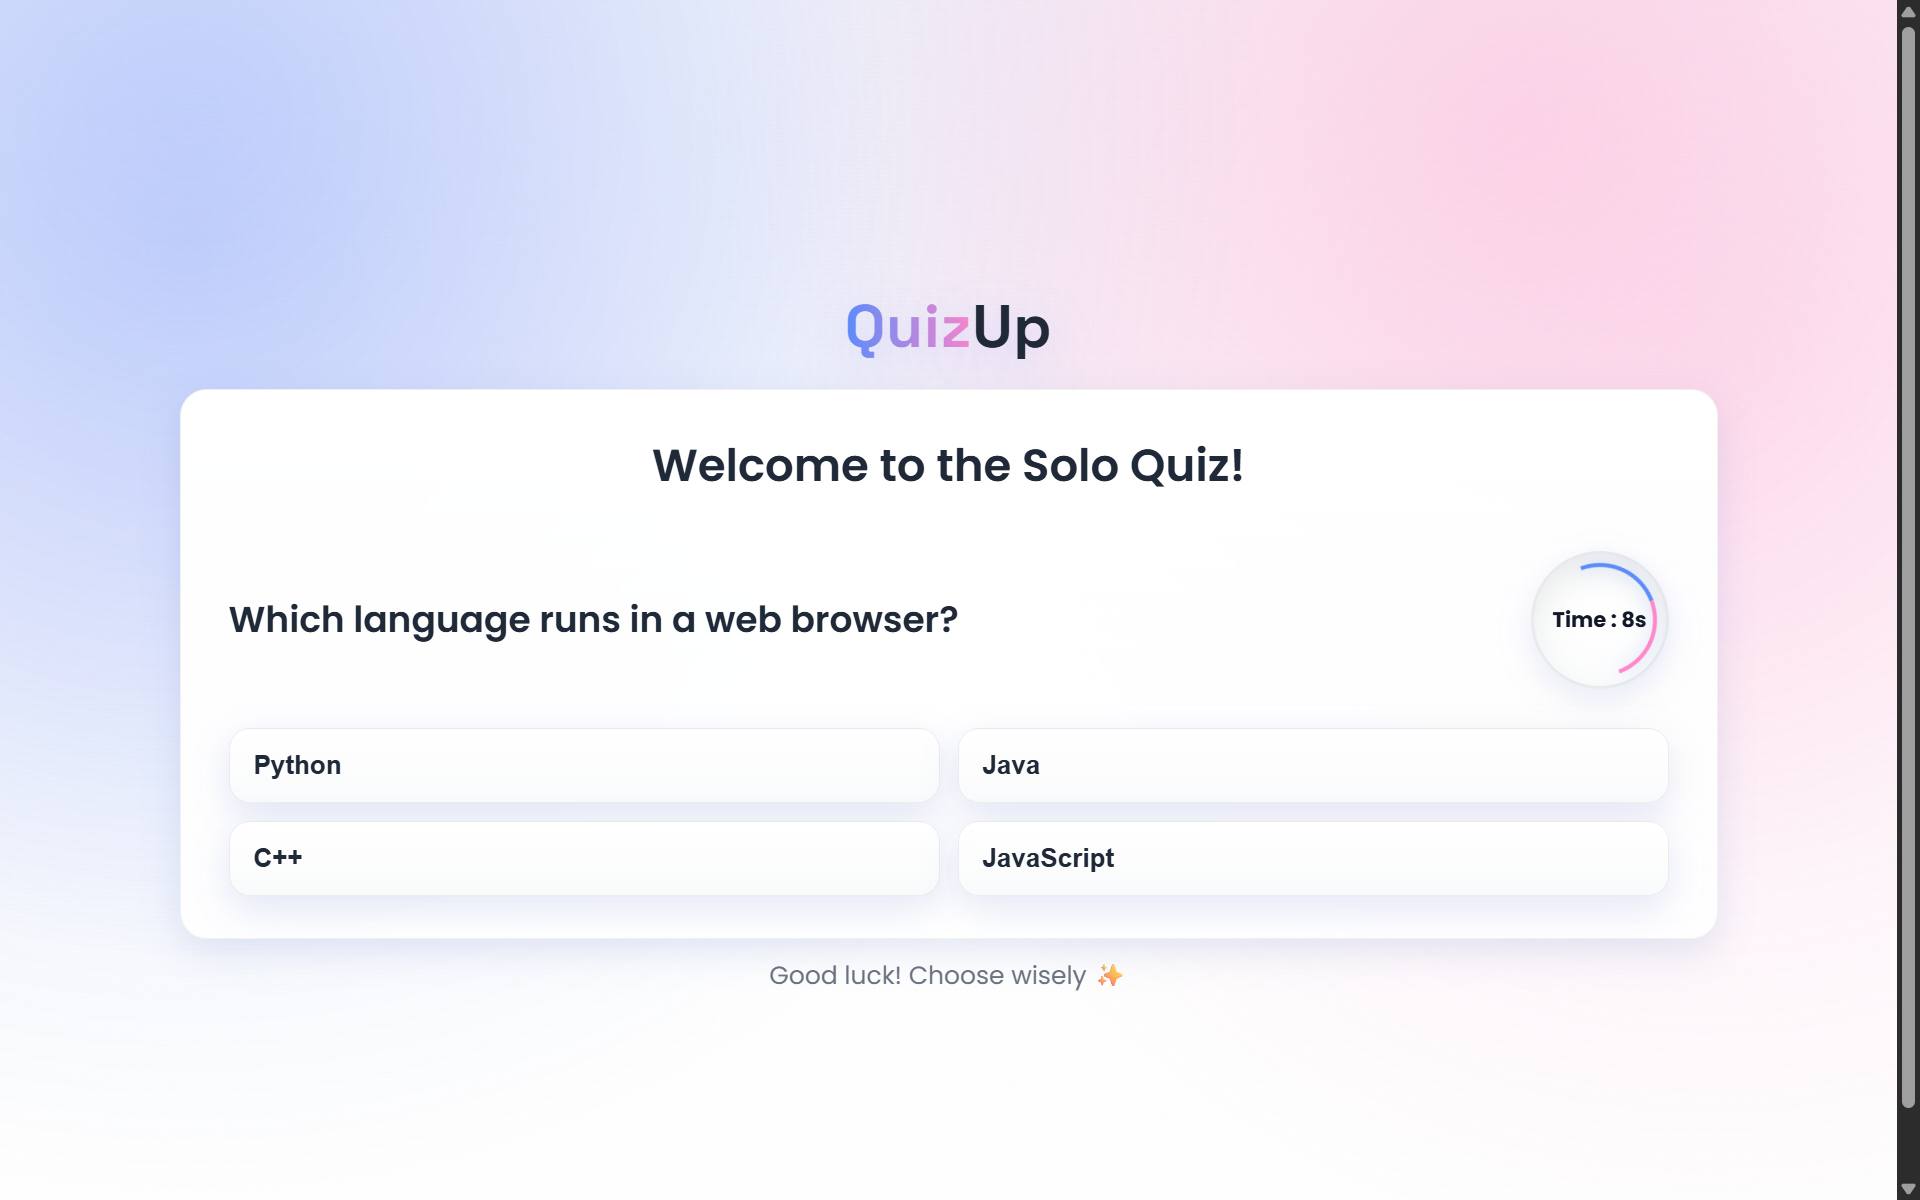 QuizUp
Welcome to the Solo Quiz!
Which language runs in a web browser?
Time : 8s
Python
Java
C++
JavaScript
Good luck! Choose wisely ✨